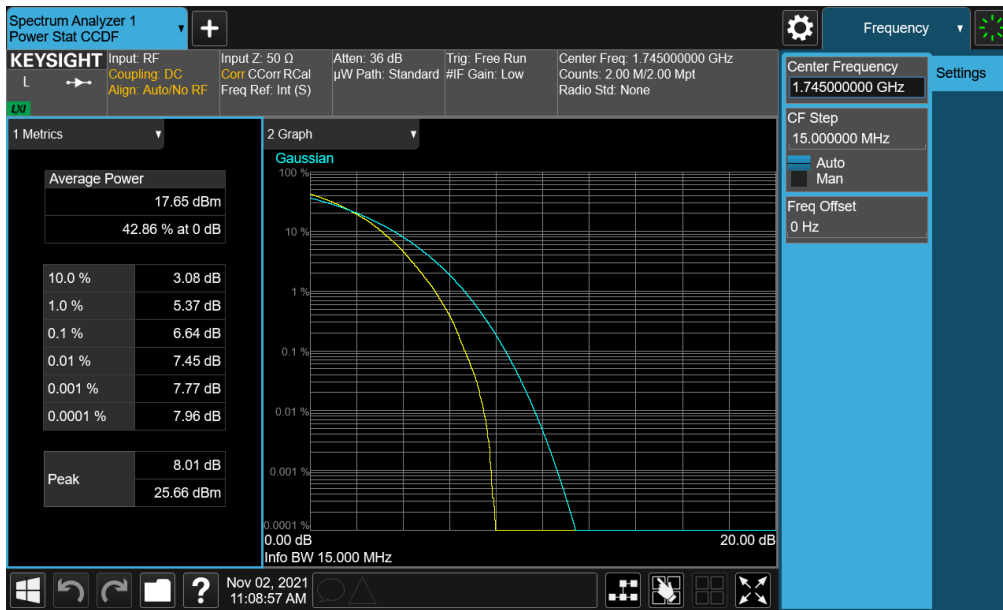 Spectrum Analyzer 1
Power Stat CCDF
Frequency
KEYSIGHT
L
LXI
Input: RF
Coupling: DC
Align: Auto/No RF
Input Z: 50 Ω
Corr CCorr RCal
Freq Ref: Int (S)
Atten: 36 dB
µW Path: Standard
Trig: Free Run
#IF Gain: Low
Center Freq: 1.745000000 GHz
Counts: 2.00 M/2.00 Mpt
Radio Std: None
Center Frequency
1.745000000 GHz
Settings
CF Step
15.000000 MHz
Auto
Man
Freq Offset
0 Hz
1 Metrics
Average Power
17.65 dBm
42.86 % at 0 dB
10.0 % 3.08 dB
1.0 % 5.37 dB
0.1 % 6.64 dB
0.01 % 7.45 dB
0.001 % 7.77 dB
0.0001 % 7.96 dB
Peak
8.01 dB
25.66 dBm
2 Graph
Gaussian
100 %
10 %
1 %
0.1 %
0.01 %
0.001 %
0.0001 %
0.00 dB
20.00 dB
Info BW 15.000 MHz
Nov 02, 2021
11:08:57 AM